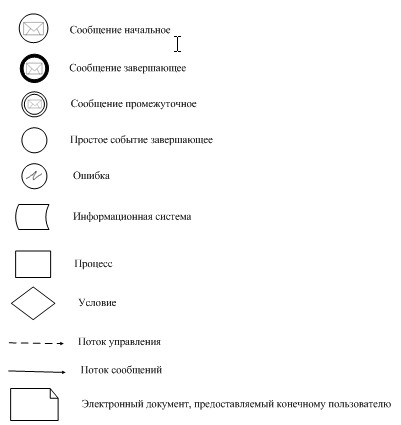 Сообщение начальное
Сообщение завершающее
Сообщение промежуточное
Простое событие завершающее
Ошибка
Информационная система
Процесс
Условие
Поток управления
Поток сообщений
Электронный документ, предоставляемый конечному пользователю